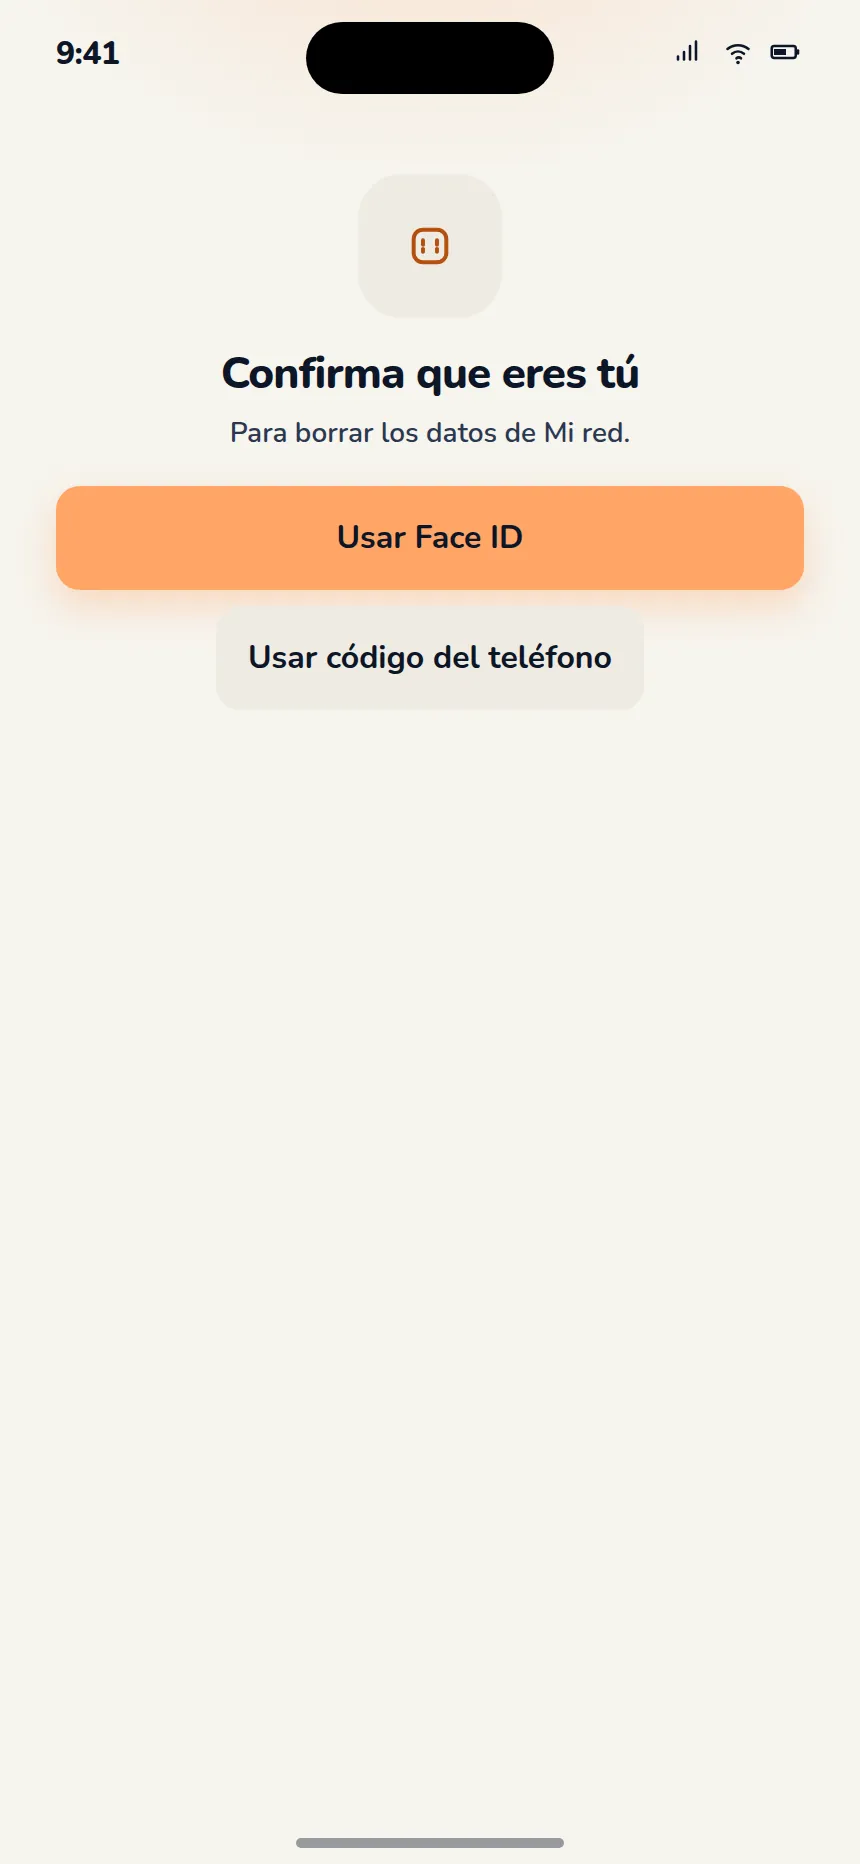 9:41
Confirma que eres tú
Para borrar los datos de Mi red.
Usar Face ID
Usar código del teléfono